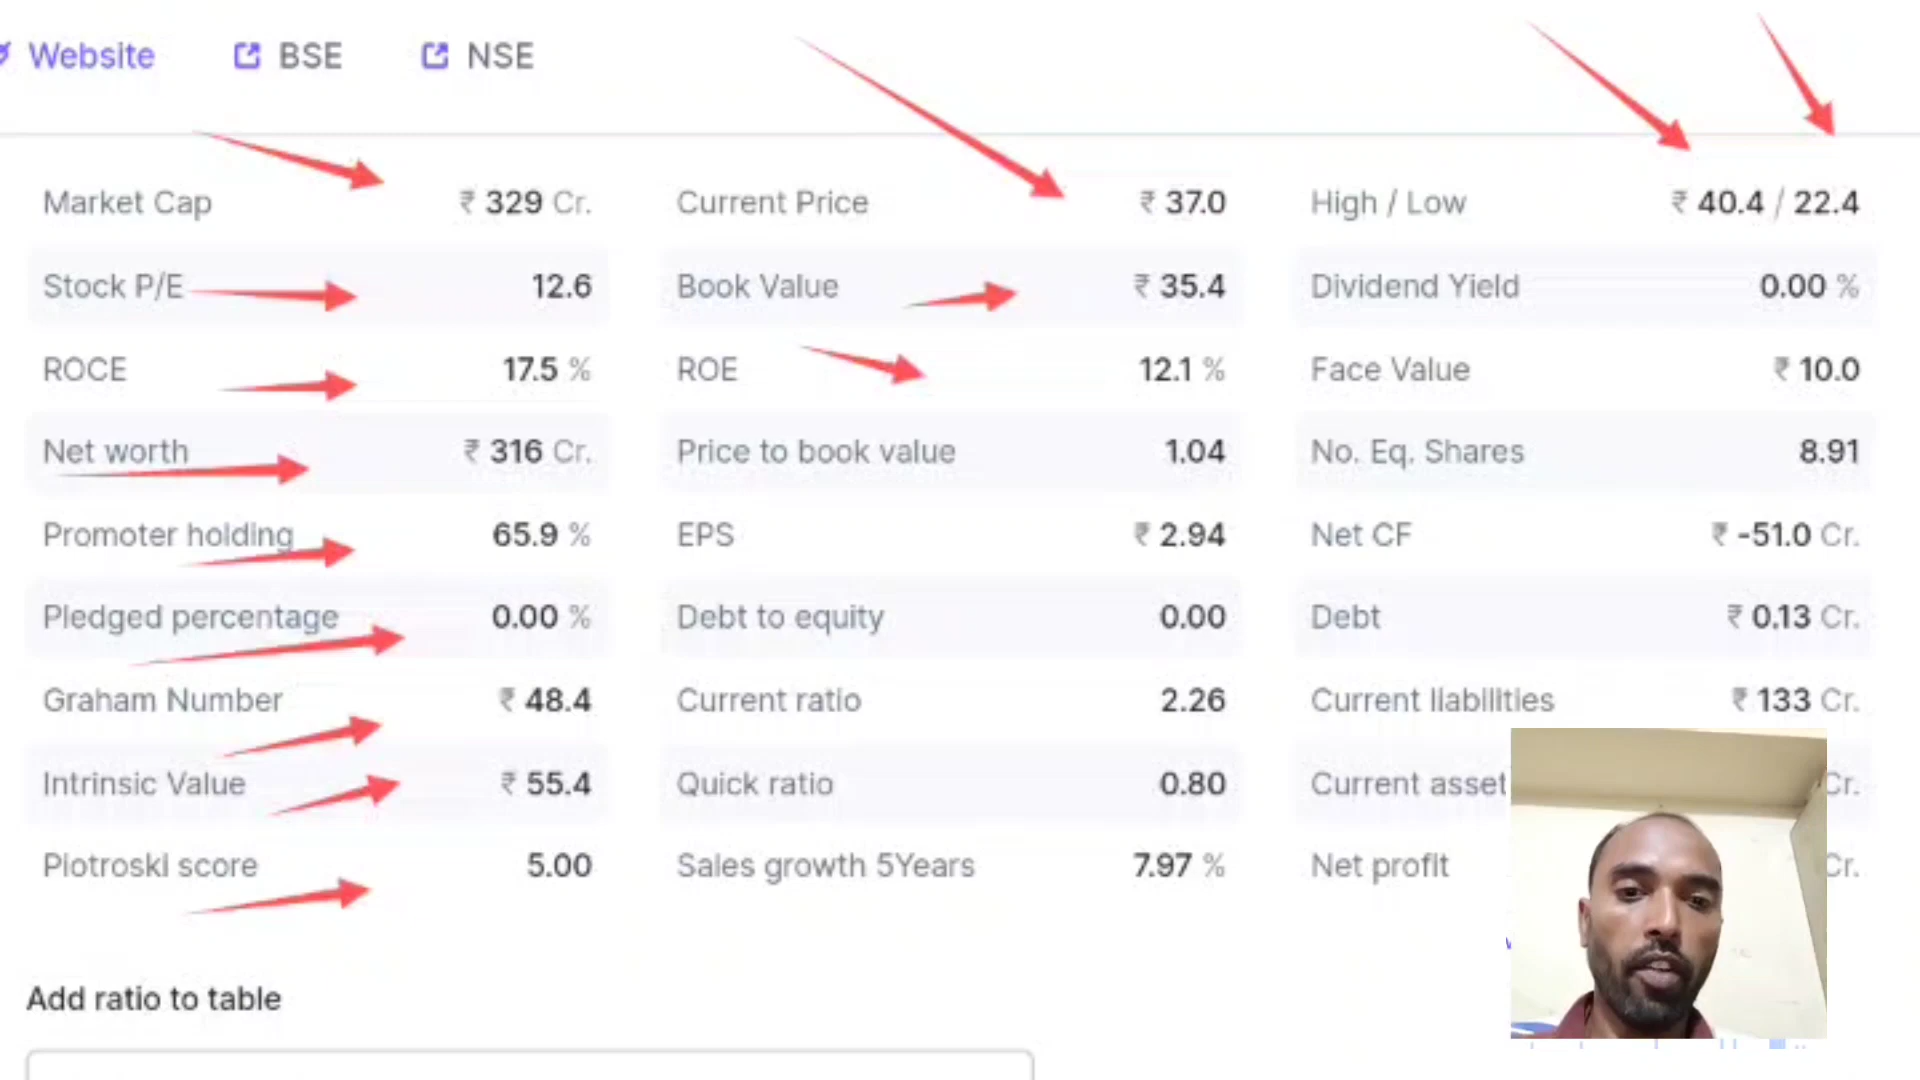 Website BSE NSE
Market Cap ₹ 329 Cr. Current Price ₹ 37.0 High / Low ₹ 40.4 / 22.4
Stock P/E 12.6 Book Value ₹ 35.4 Dividend Yield 0.00 %
ROCE 17.5 % ROE 12.1 % Face Value ₹ 10.0
Net worth ₹ 316 Cr. Price to book value 1.04 No. Eq. Shares 8.91
Promoter holding 65.9 % EPS ₹ 2.94 Net CF ₹ -51.0 Cr.
Pledged percentage 0.00 % Debt to equity 0.00 Debt ₹ 0.13 Cr.
Graham Number ₹ 48.4 Current ratio 2.26 Current liabilities ₹ 133 Cr.
Intrinsic Value ₹ 55.4 Quick ratio 0.80 Current asset Cr.
Piotroski score 5.00 Sales growth 5Years 7.97 % Net profit Cr.
Add ratio to table